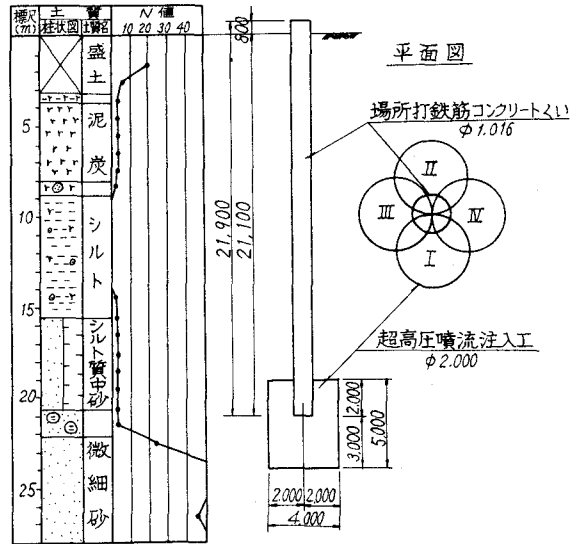 標尺(m) 土質 N値
柱状図 土質名 10 20 30 40
盛土
5
泥炭
10
シルト
15
シルト質中砂
20
微細砂
25
800
21,900
21,100
平面図
場所打鉄筋コンクリートくい
φ1.016
II
III
IV
I
超高圧噴流注入工
φ2.000
2.000
3.000
5.000
2.000 2.000
4.000